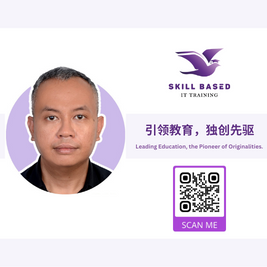 SKILL BASED
IT TRAINING
引领教育，独创先驱
Leading Education, the Pioneer of Originalities.
SCAN ME